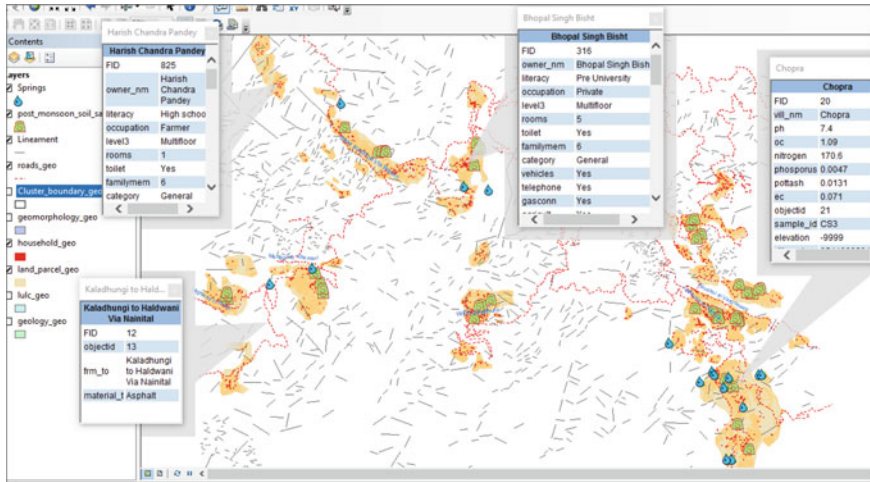 Contents
ayers
Springs
post_monsoon_soil_sa
Lineament
roads_geo
Cluster_boundary_geo
geomorphology_geo
household_geo
land_parcel_geo
lulc_geo
geology_geo
Harish Chandra Pandey
Harish Chandra Pandey
FID 825
owner_nm Harish
Chandra
Pandey
literacy High schoo
occupation Farmer
level3 Multifloor
rooms 1
toilet Yes
familymem 6
category General
Bhopal Singh Bisht
Bhopal Singh Bisht
FID 316
owner_nm Bhopal Singh Bish
literacy Pre University
occupation Private
level3 Multifloor
rooms 5
toilet Yes
familymem 6
category General
vehicles Yes
telephone Yes
gasconn Yes
Chopra
Chopra
FID 20
vill_nm Chopra
ph 7.4
oc 1.09
nitrogen 170.6
phosporus 0.0047
pottash 0.0131
ec 0.071
objectid 21
sample_id CS3
elevation -9999
Kaladhungi to Hald...
Kaladhungi to Haldwani
Via Nainital
FID 12
objectid 13
frm_to Kaladhungi
to Haldwani
Via Nainital
material_t Asphalt